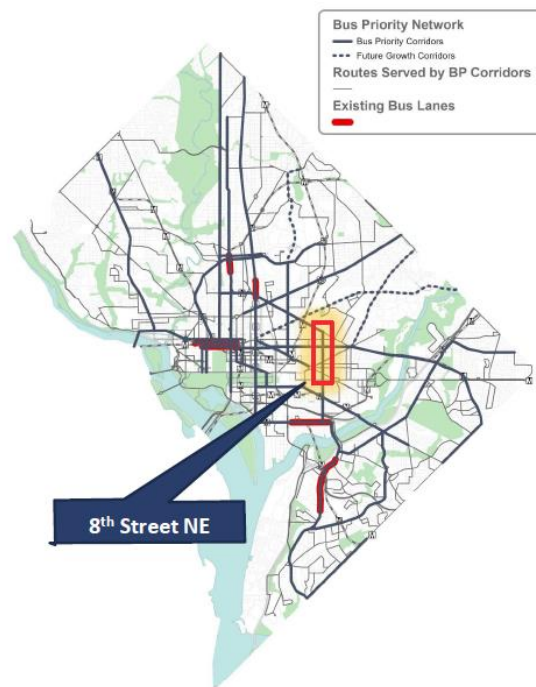 Bus Priority Network
Bus Priority Corridors
Future Growth Corridors
Routes Served by BP Corridors
Existing Bus Lanes
8th Street NE